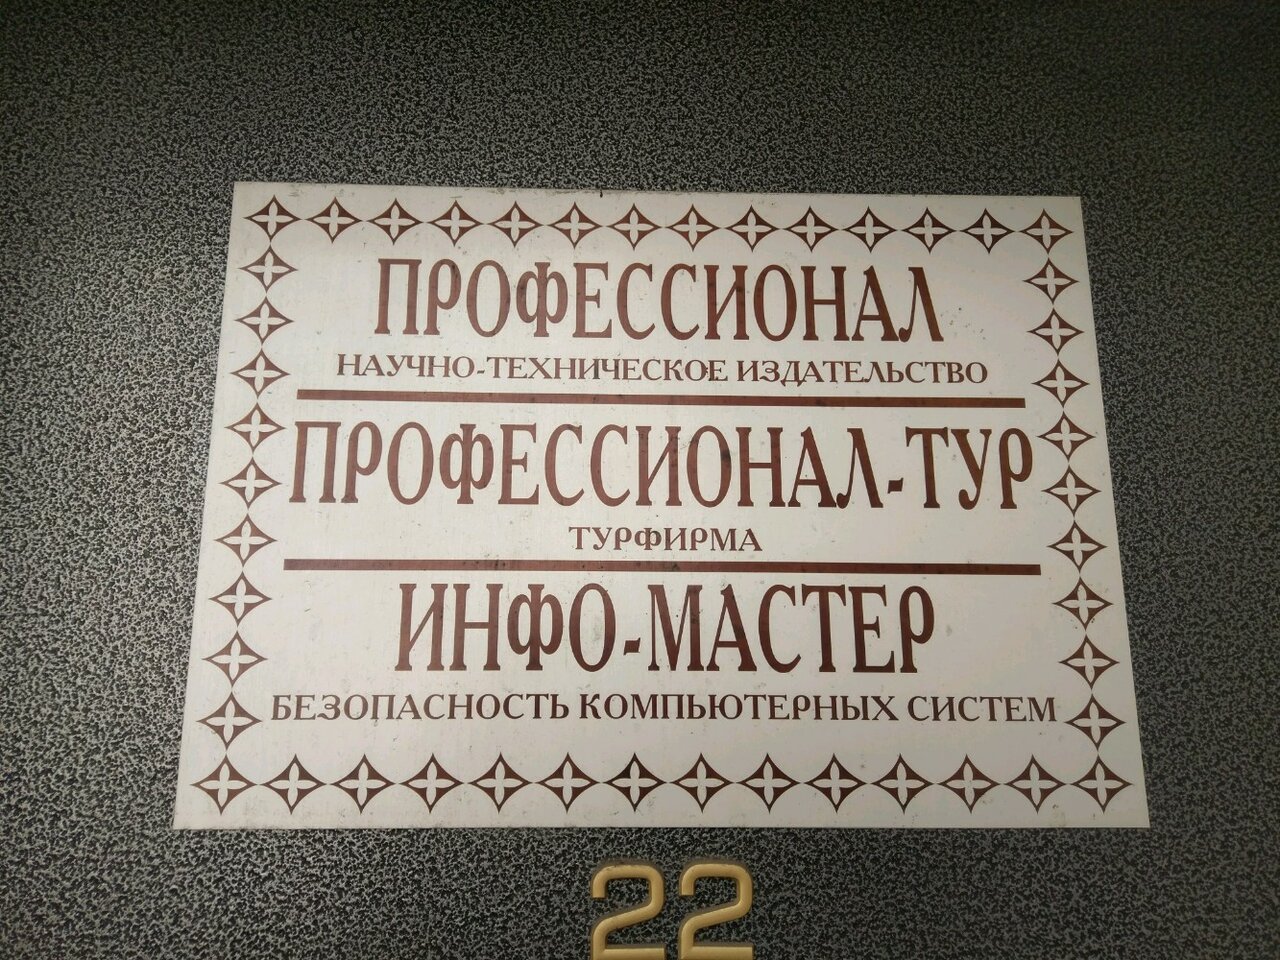 ПРОФЕССИОНАЛ
НАУЧНО-ТЕХНИЧЕСКОЕ ИЗДАТЕЛЬСТВО
ПРОФЕССИОНАЛ-ТУР
ТУРФИРМА
ИНФО-МАСТЕР
БЕЗОПАСНОСТЬ КОМПЬЮТЕРНЫХ СИСТЕМ
22